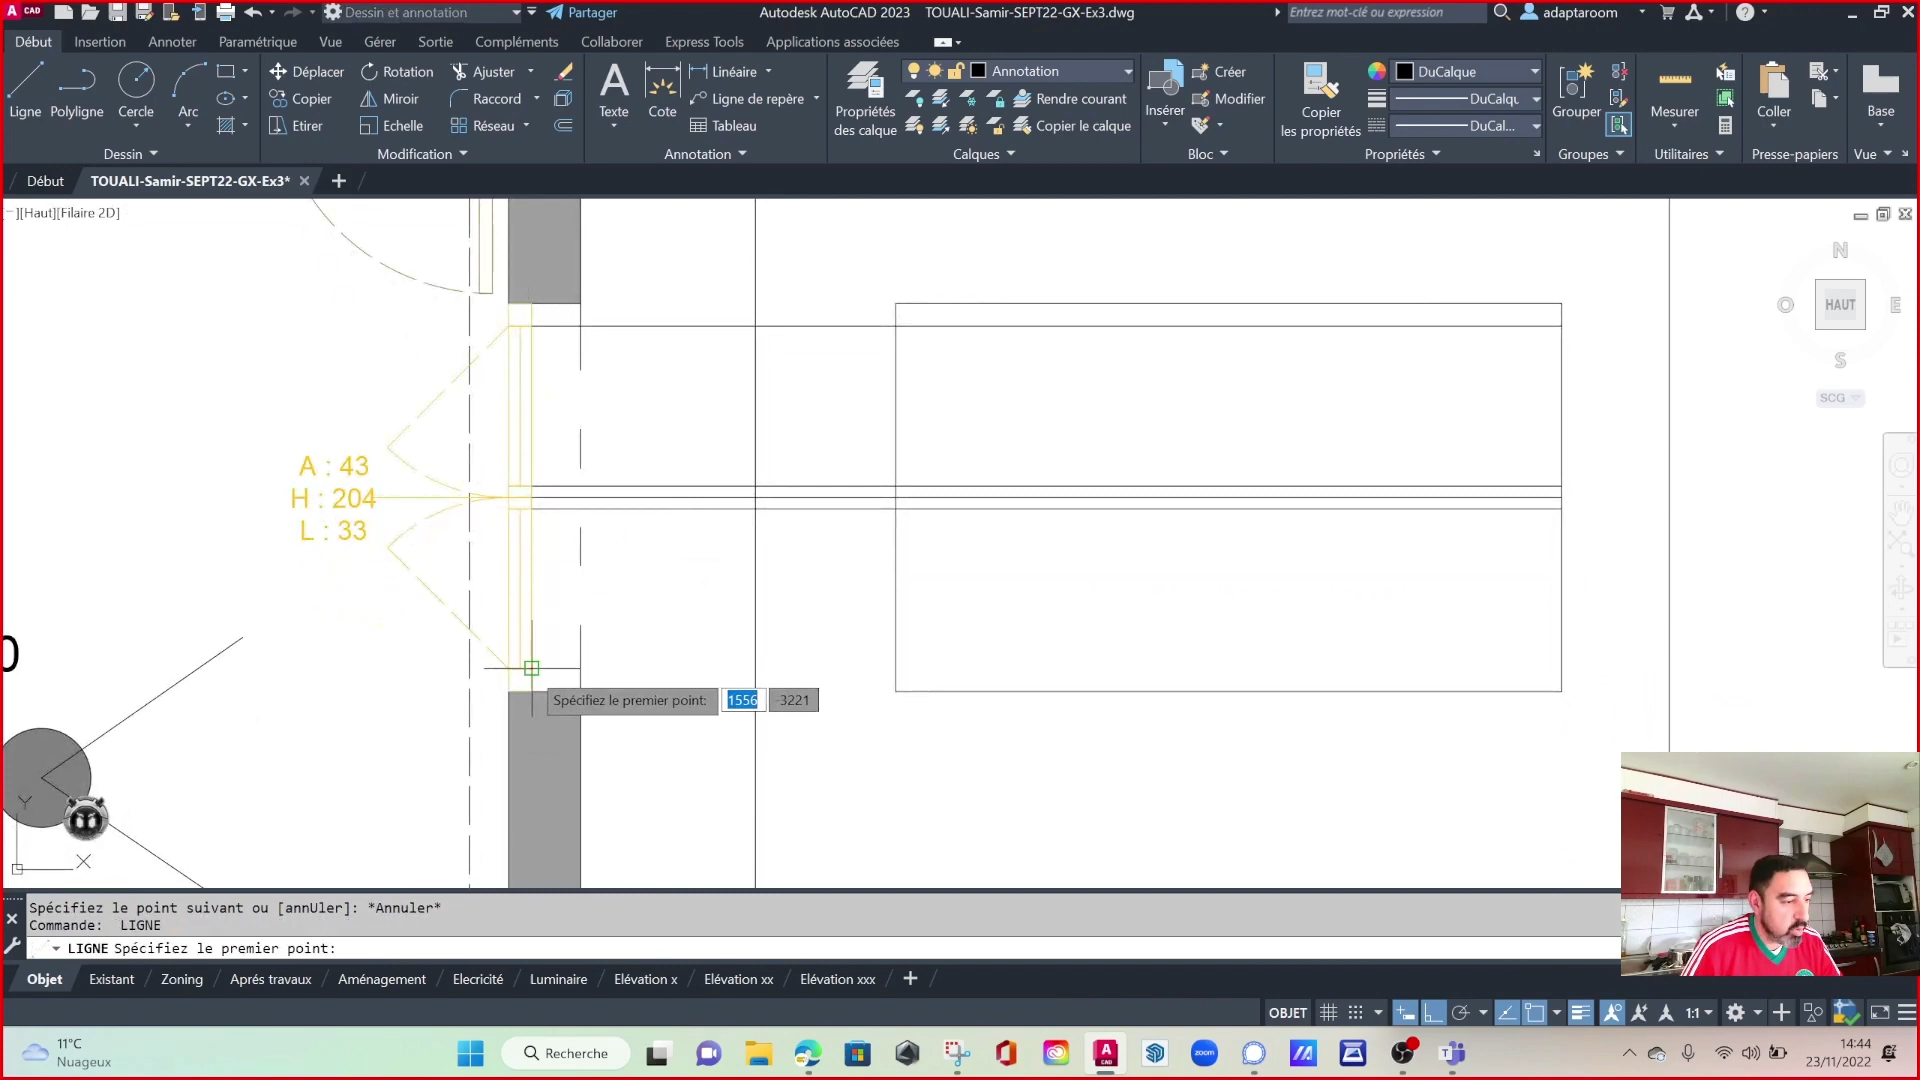 A CAD
Dessin et annotation
Partager
Autodesk AutoCAD 2023 TOUALI-Samir-SEPT22-GX-Ex3.dwg
Entrez mot-clé ou expression
adaptaroom
Début Insertion Annoter Paramétrique Vue Gérer Sortie Compléments Collaborer Express Tools Applications associées
Ligne Polyligne Cercle Arc
Déplacer Rotation Ajuster
Copier Miroir Raccord
Etirer Echelle Réseau
Texte Cote
Linéaire
Ligne de repère
Tableau
Propriétés
des calque
Annotation
Rendre courant
Copier le calque
Insérer
Créer
Modifier
Copier
les propriétés
DuCalque
DuCalqu
DuCal...
Grouper
Mesurer
Coller
Base
Dessin Modification Annotation Calques Bloc Propriétés Groupes Utilitaires Presse-papiers Vue
Début TOUALI-Samir-SEPT22-GX-Ex3*
][Haut][Filaire 2D]
N
O HAUT E
S
SCG
A : 43
H : 204
L : 33
0
Spécifiez le premier point: 1556 -3221
Y
X
Spécifiez le point suivant ou [annUler]: *Annuler*
Commande: LIGNE
LIGNE Spécifiez le premier point:
Objet Existant Zoning Aprés travaux Aménagement Elecricité Luminaire Elévation x Elévation xx Elévation xxx
OBJET
1:1
11°C
Nuageux
Recherche
zoom
14:44
23/11/2022